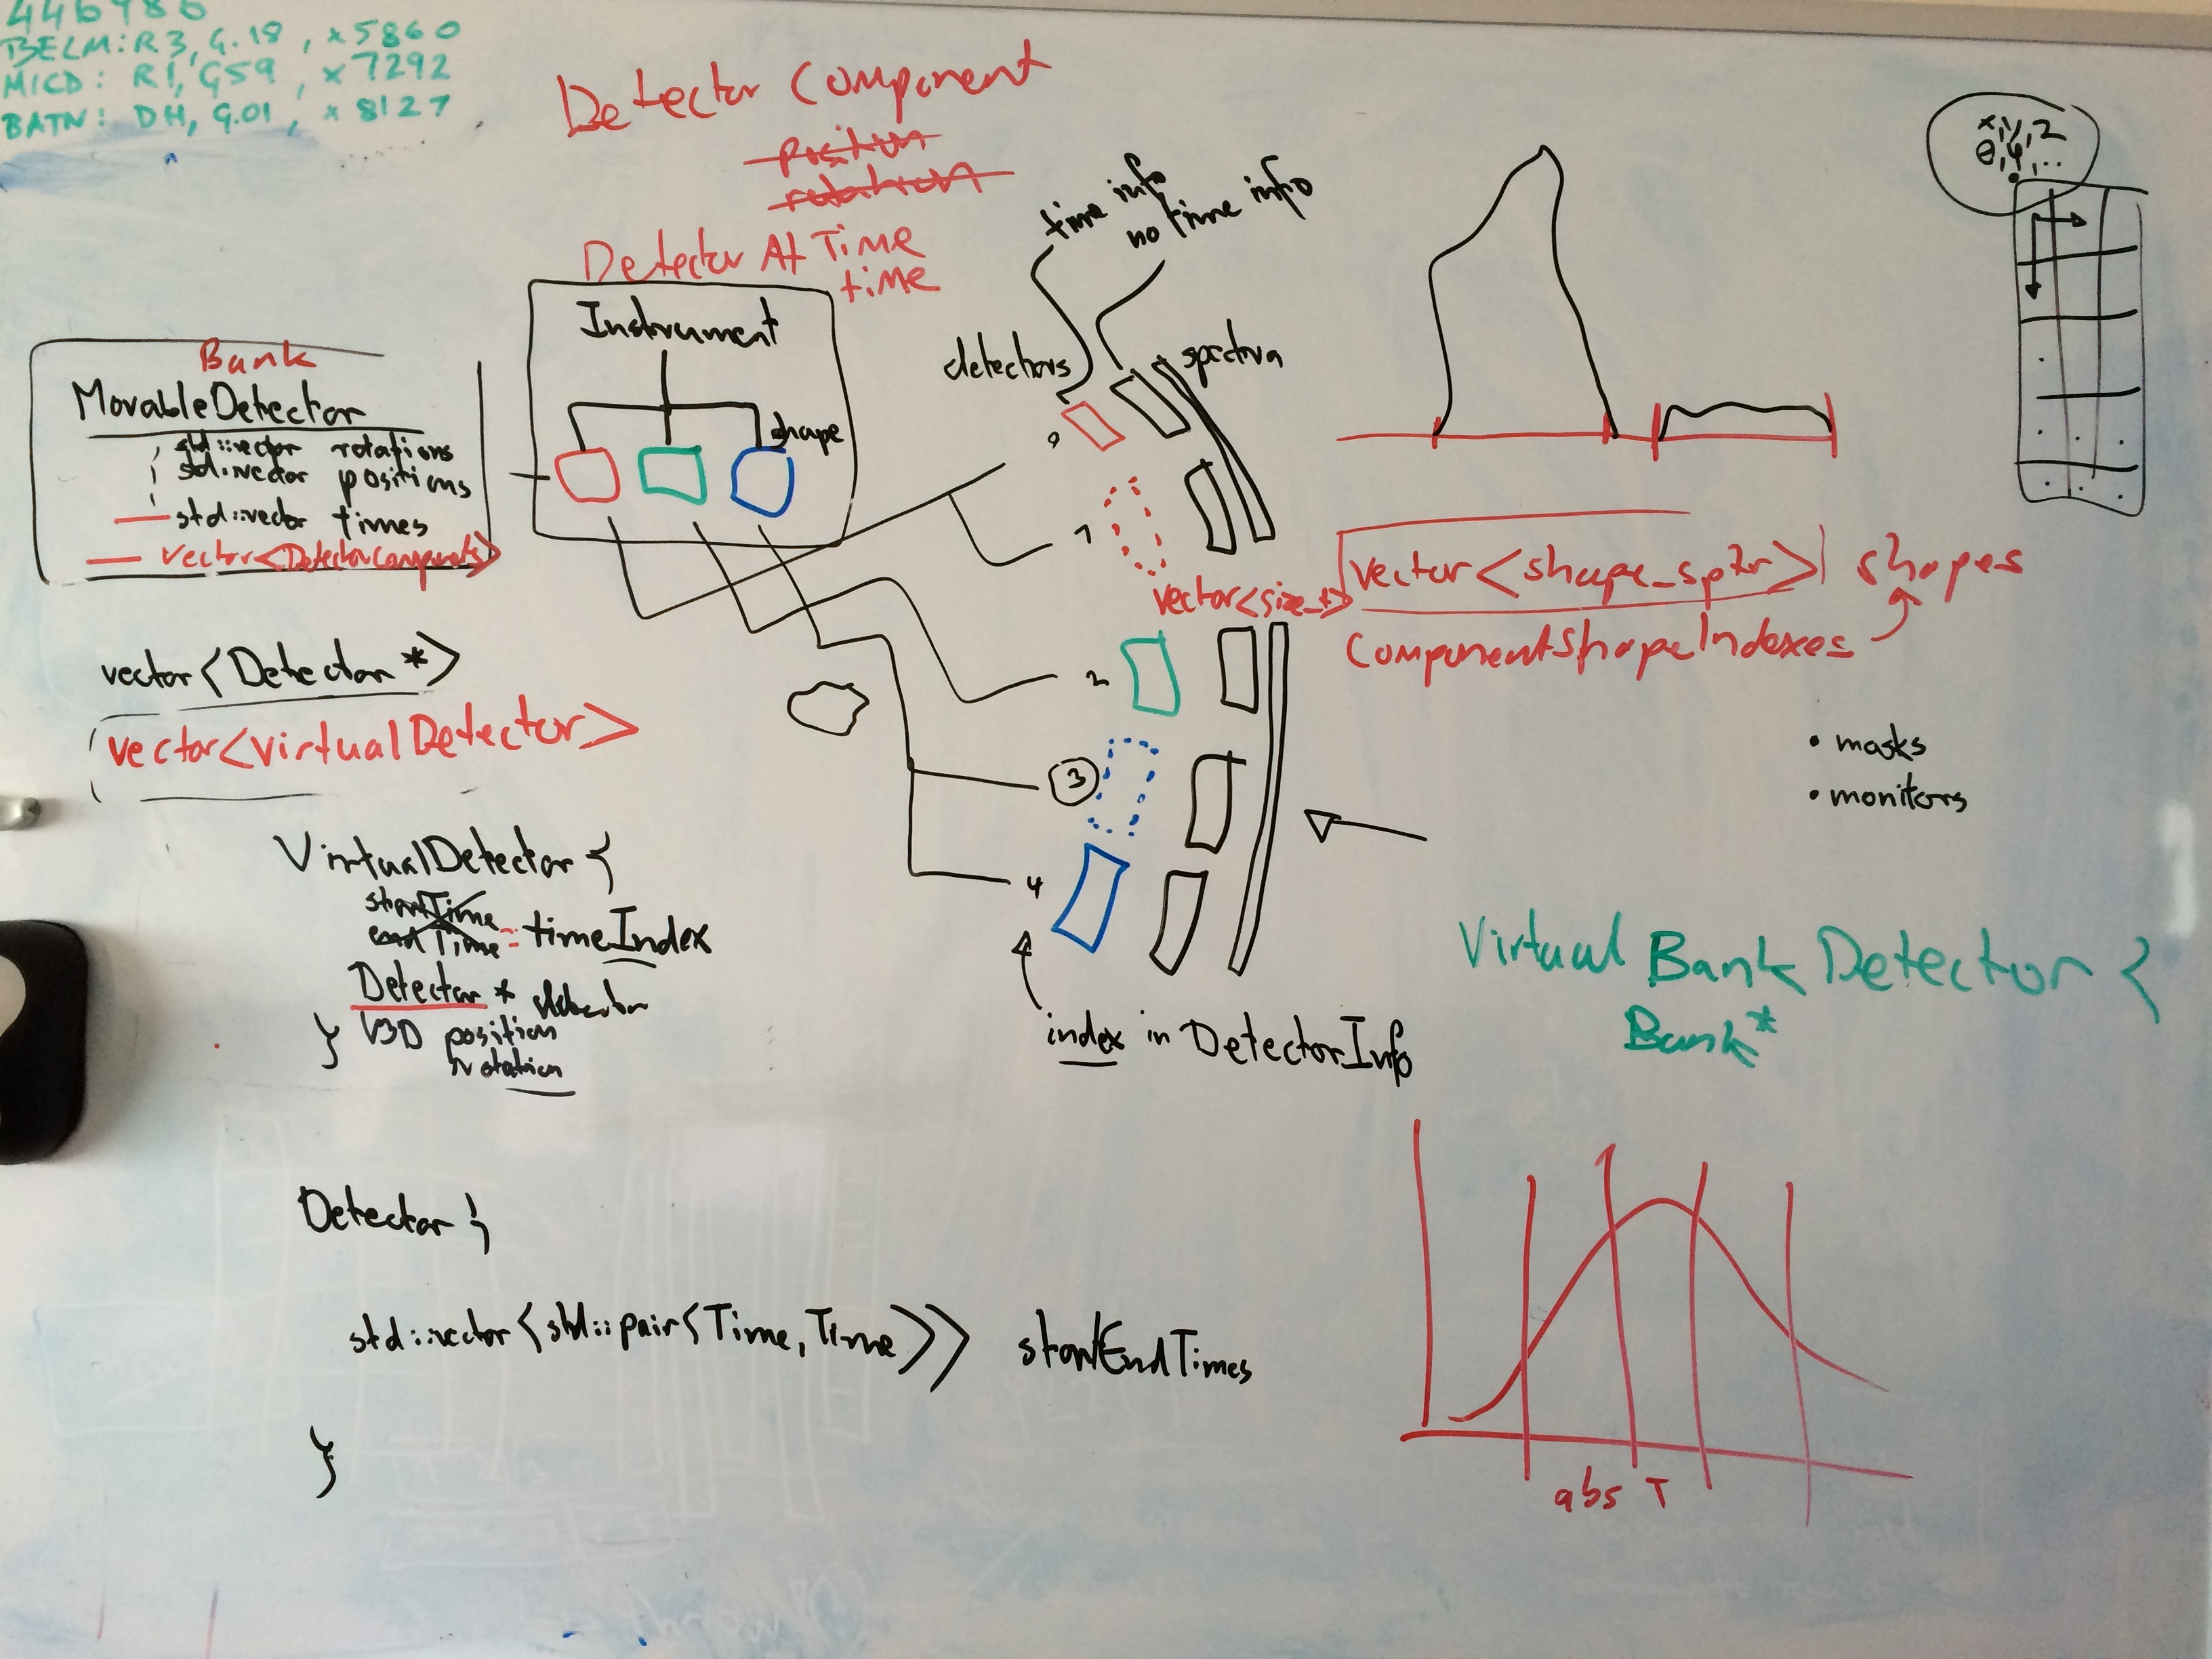 446986
BELM: R3, G.18, x5860
MICD: R1, G59, x7292
BATN: DH, G.01, x8127
Detector Component
position
rotation
Detector At Time
time
time info
no time info
x,y,z
θ,φ,..
Instrument
shape
detectors
spectra
Bank
MovableDetector
std::vector rotations
std::vector positions
std::vector times
vector<DetectorComponents>
0
1
2
3
4
vector<size_t>
vector<shape_sptr> shapes
ComponentShapeIndexes
vector<Detector*>
vector<virtualDetector>
• masks
• monitors
VirtualDetector {
startTime
endTime = timeIndex
Detector * detector
V3D position
rotation
}
index in DetectorInfo
Virtual Bank Detector {
Bank*
Detector {
std::vector<std::pair<Time,Time>> startEndTimes
}
abs T